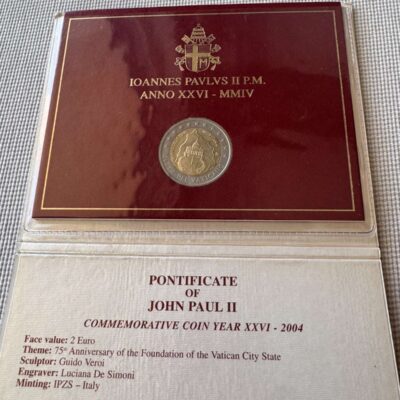 IOANNES PAVLVS II P.M.
ANNO XXVI - MMIV
PONTIFICATE
OF
JOHN PAUL II
COMMEMORATIVE COIN YEAR XXVI - 2004
Face value: 2 Euro
Theme: 75th Anniversary of the Foundation of the Vatican City State
Sculptor: Guido Veroi
Engraver: Luciana De Simoni
Minting: IPZS – Italy